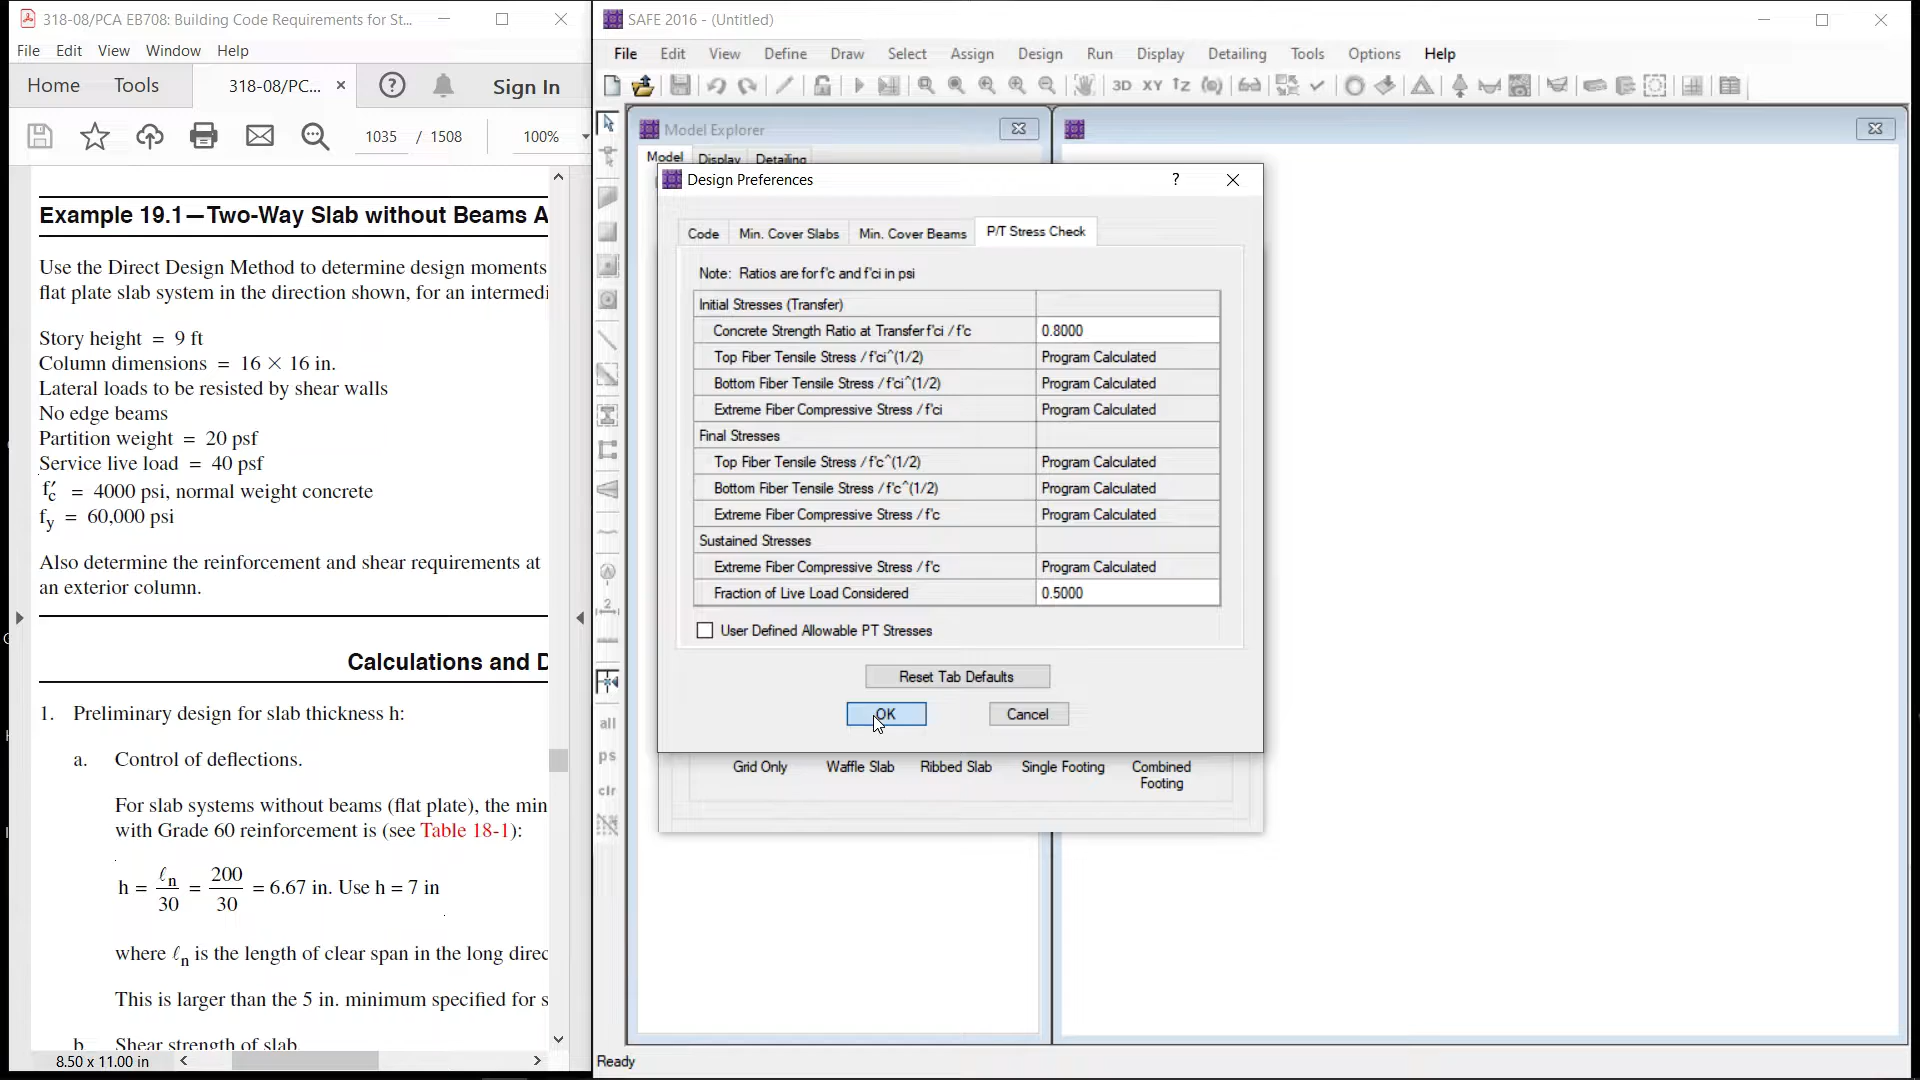 318-08/PCA EB708: Building Code Requirements for St...
File Edit View Window Help
Home Tools 318-08/PC... × Sign In
1035 / 1508 100%
Example 19.1—Two-Way Slab without Beams A
Use the Direct Design Method to determine design moments
flat plate slab system in the direction shown, for an intermedi
Story height = 9 ft
Column dimensions = 16 × 16 in.
Lateral loads to be resisted by shear walls
No edge beams
Partition weight = 20 psf
Service live load = 40 psf
f′c = 4000 psi, normal weight concrete
fy = 60,000 psi
Also determine the reinforcement and shear requirements at
an exterior column.
Calculations and D
1. Preliminary design for slab thickness h:
a. Control of deflections.
For slab systems without beams (flat plate), the min
with Grade 60 reinforcement is (see Table 18-1):
h = ℓn/30 = 200/30 = 6.67 in. Use h = 7 in
where ℓn is the length of clear span in the long direc
This is larger than the 5 in. minimum specified for s
b. Shear strength of slab
8.50 x 11.00 in
SAFE 2016 - (Untitled)
File Edit View Define Draw Select Assign Design Run Display Detailing Tools Options Help
3D XY
Model Explorer
Model Display Detailing
all
ps
clr
Design Preferences
Code Min. Cover Slabs Min. Cover Beams P/T Stress Check
Note: Ratios are for f'c and f'ci in psi
Initial Stresses (Transfer)
Concrete Strength Ratio at Transfer f'ci / f'c 0.8000
Top Fiber Tensile Stress / f'ci^(1/2) Program Calculated
Bottom Fiber Tensile Stress / f'ci^(1/2) Program Calculated
Extreme Fiber Compressive Stress / f'ci Program Calculated
Final Stresses
Top Fiber Tensile Stress / f'c^(1/2) Program Calculated
Bottom Fiber Tensile Stress / f'c^(1/2) Program Calculated
Extreme Fiber Compressive Stress / f'c Program Calculated
Sustained Stresses
Extreme Fiber Compressive Stress / f'c Program Calculated
Fraction of Live Load Considered 0.5000
User Defined Allowable PT Stresses
Reset Tab Defaults
OK Cancel
Grid Only Waffle Slab Ribbed Slab Single Footing Combined
Footing
Ready